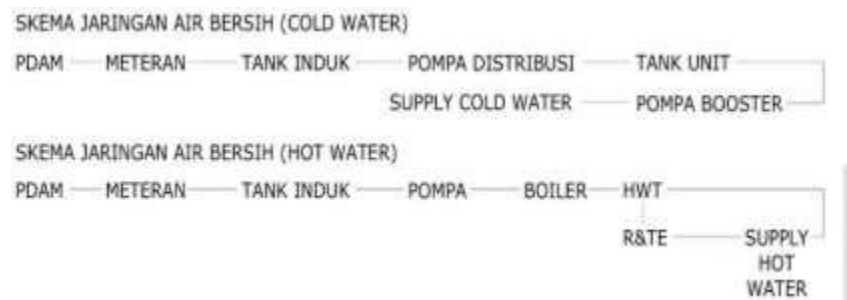 SKEMA JARINGAN AIR BERSIH (COLD WATER)
PDAM METERAN TANK INDUK POMPA DISTRIBUSI TANK UNIT
SUPPLY COLD WATER POMPA BOOSTER
SKEMA JARINGAN AIR BERSIH (HOT WATER)
PDAM METERAN TANK INDUK POMPA BOILER HWT
R&TE SUPPLY
HOT
WATER